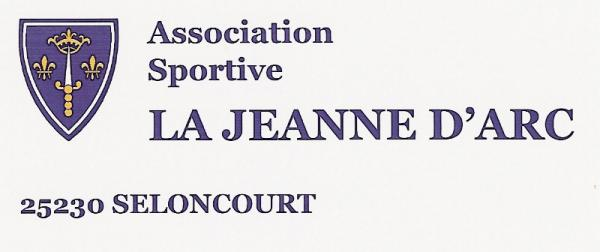 Association
Sportive
LA JEANNE D'ARC
25230 SELONCOURT